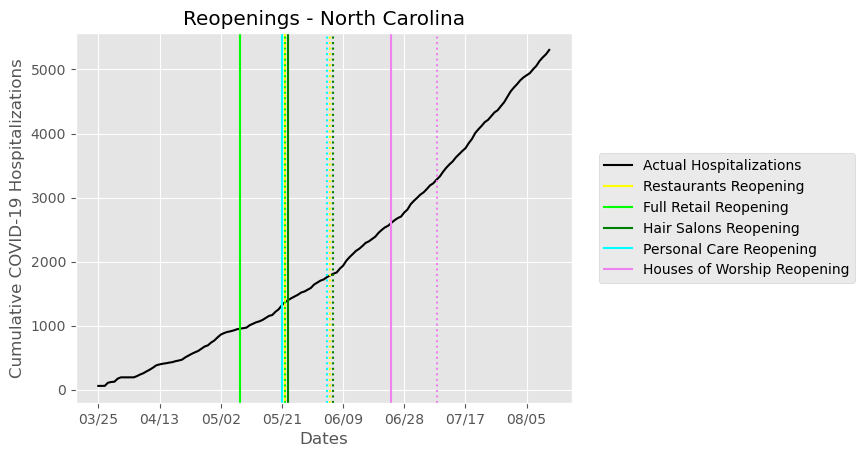 Reopenings - North Carolina
Cumulative COVID-19 Hospitalizations
5000
4000
3000
2000
1000
0
03/25 04/13 05/02 05/21 06/09 06/28 07/17 08/05
Dates
Actual Hospitalizations
Restaurants Reopening
Full Retail Reopening
Hair Salons Reopening
Personal Care Reopening
Houses of Worship Reopening